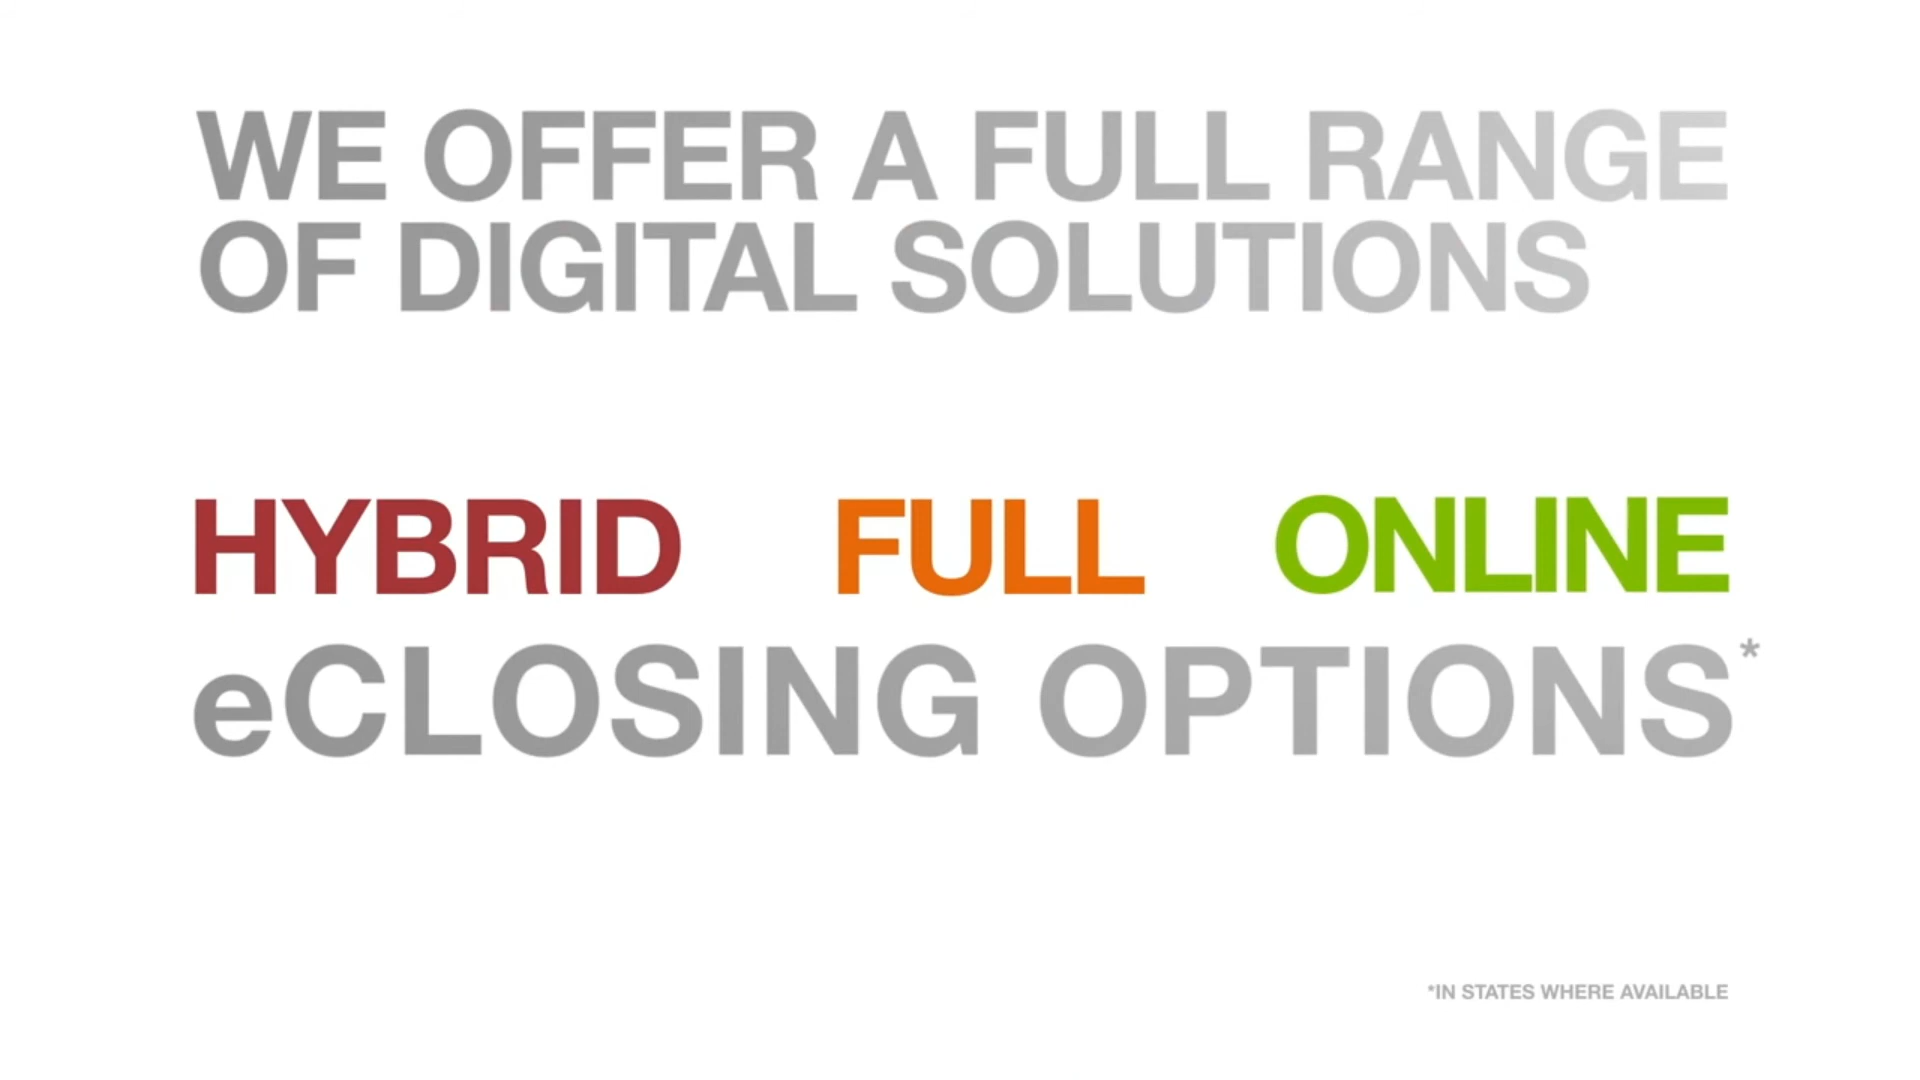 WE OFFER A FULL RANGE
OF DIGITAL SOLUTIONS
HYBRID FULL ONLINE
eCLOSING OPTIONS*
*IN STATES WHERE AVAILABLE